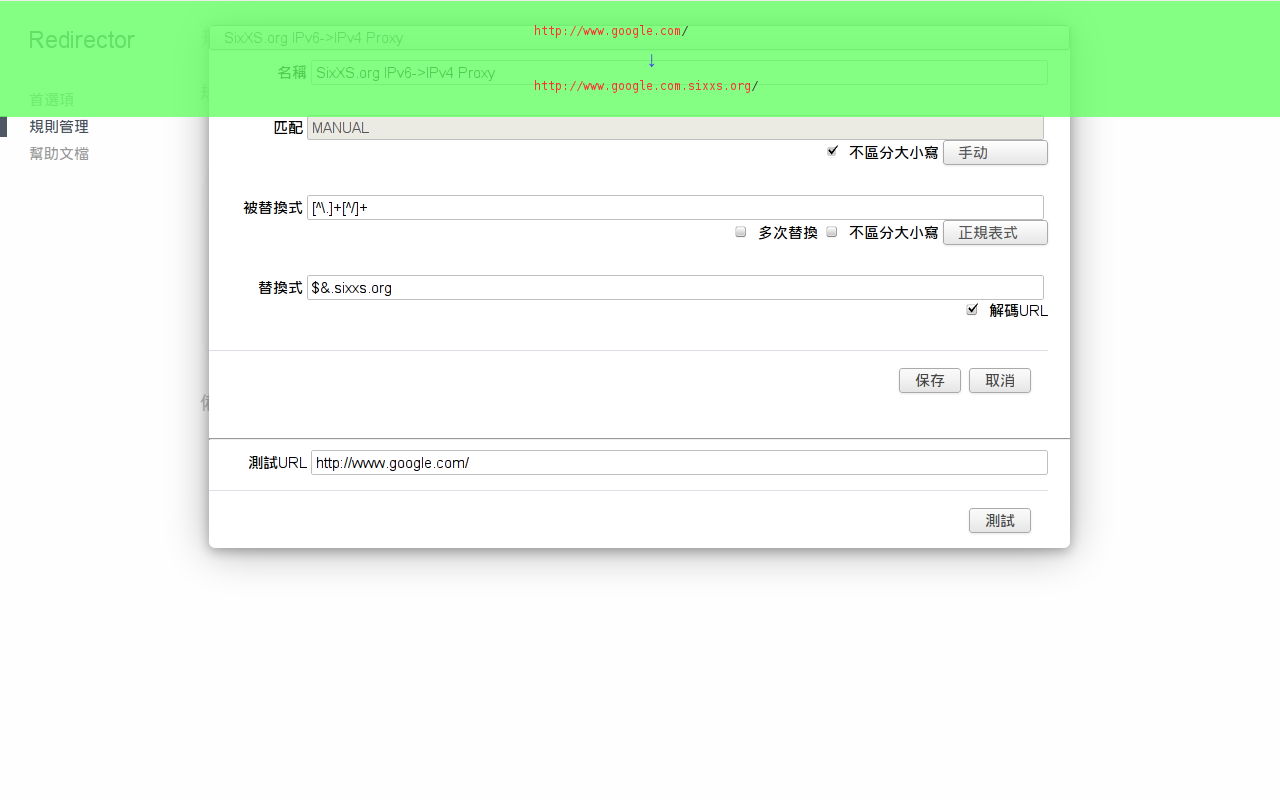 http://www.google.com/
↓
http://www.google.com.sixxs.org/
Redirector
首選項
規則管理
幫助文檔
SixXS.org IPv6->IPv4 Proxy
名稱 SixXS.org IPv6->IPv4 Proxy
匹配 MANUAL
不區分大小寫 手动
被替換式 [^\.]+[^/]+
多次替換 不區分大小寫 正規表式
替換式 $&.sixxs.org
解碼URL
保存 取消
測試URL http://www.google.com/
測試